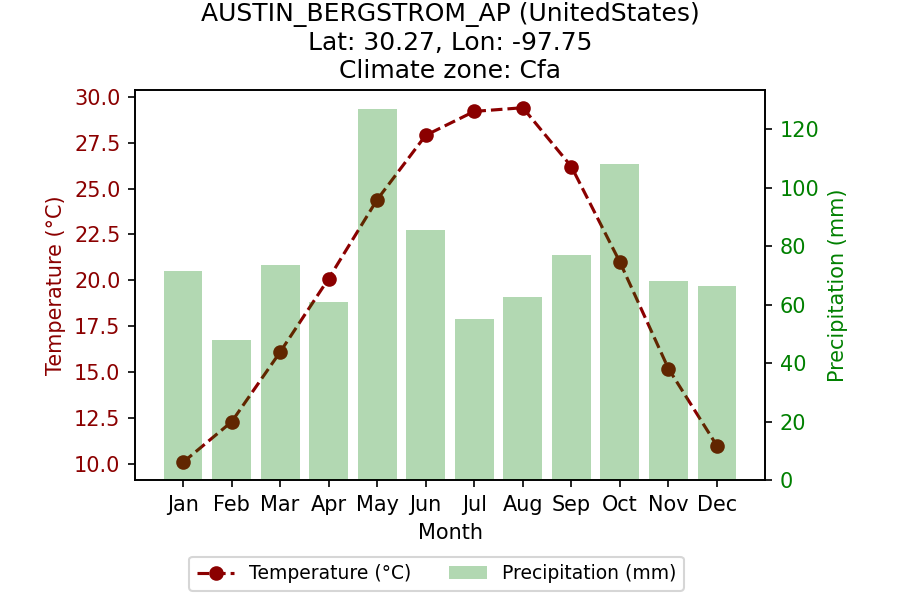 AUSTIN_BERGSTROM_AP (UnitedStates)
Lat: 30.27, Lon: -97.75
Climate zone: Cfa
30.0
27.5
25.0
22.5
20.0
17.5
15.0
12.5
10.0
Temperature (°C)
120
100
80
60
40
20
0
Precipitation (mm)
Jan Feb Mar Apr May Jun Jul Aug Sep Oct Nov Dec
Month
Temperature (°C) Precipitation (mm)